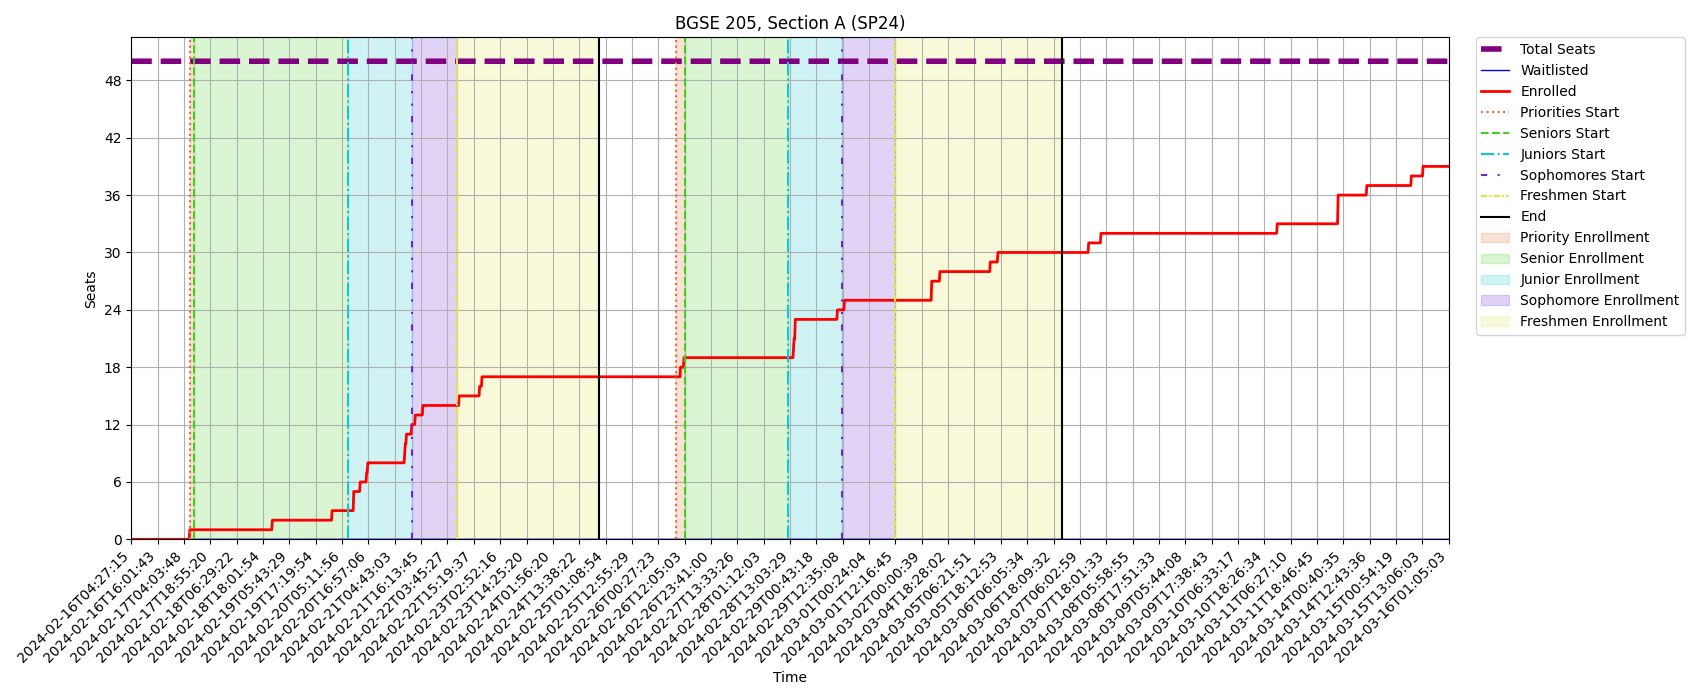 BGSE 205, Section A (SP24)
Total Seats
Waitlisted
Enrolled
Priorities Start
Seniors Start
Juniors Start
Sophomores Start
Freshmen Start
End
Priority Enrollment
Senior Enrollment
Junior Enrollment
Sophomore Enrollment
Freshmen Enrollment
Seats
48
42
36
30
24
18
12
6
0
2024-02-16T04:27:15
2024-02-16T16:01:43
2024-02-17T04:03:48
2024-02-17T18:55:20
2024-02-18T06:29:22
2024-02-18T18:01:54
2024-02-19T05:43:29
2024-02-19T17:19:54
2024-02-20T05:11:56
2024-02-20T16:57:06
2024-02-21T04:43:03
2024-02-21T16:13:45
2024-02-22T03:45:27
2024-02-22T15:19:37
2024-02-23T02:52:16
2024-02-23T14:25:20
2024-02-24T01:56:20
2024-02-24T13:38:22
2024-02-25T01:08:54
2024-02-25T12:55:29
2024-02-26T00:27:23
2024-02-26T12:05:03
2024-02-26T23:41:00
2024-02-27T13:33:26
2024-02-28T01:12:03
2024-02-28T13:03:29
2024-02-29T00:43:18
2024-02-29T12:35:08
2024-03-01T00:24:04
2024-03-01T12:16:45
2024-03-02T00:00:39
2024-03-04T18:28:02
2024-03-05T06:21:51
2024-03-05T18:12:53
2024-03-06T06:05:34
2024-03-06T18:09:32
2024-03-07T06:02:59
2024-03-07T18:01:33
2024-03-08T05:58:55
2024-03-08T17:51:33
2024-03-09T05:44:08
2024-03-09T17:38:43
2024-03-10T06:33:17
2024-03-10T18:26:34
2024-03-11T06:27:10
2024-03-11T18:46:45
2024-03-14T00:40:35
2024-03-14T12:43:36
2024-03-15T00:54:19
2024-03-15T13:06:03
2024-03-16T01:05:03
Time